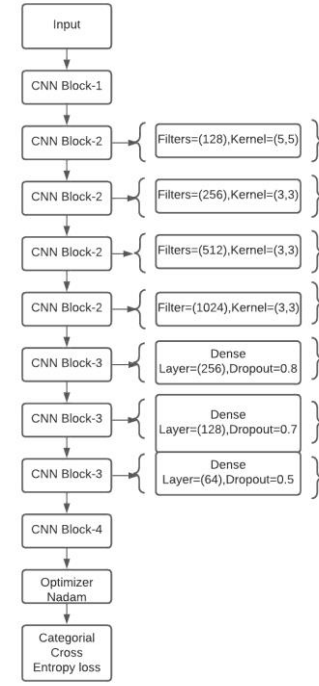 Input
CNN Block-1
CNN Block-2
Filters=(128),Kernel=(5,5)
CNN Block-2
Filters=(256),Kernel=(3,3)
CNN Block-2
Filters=(512),Kernel=(3,3)
CNN Block-2
Filter=(1024),Kernel=(3,3)
CNN Block-3
Dense
Layer=(256),Dropout=0.8
CNN Block-3
Dense
Layer=(128),Dropout=0.7
CNN Block-3
Dense
Layer=(64),Dropout=0.5
CNN Block-4
Optimizer
Nadam
Categorial
Cross
Entropy loss